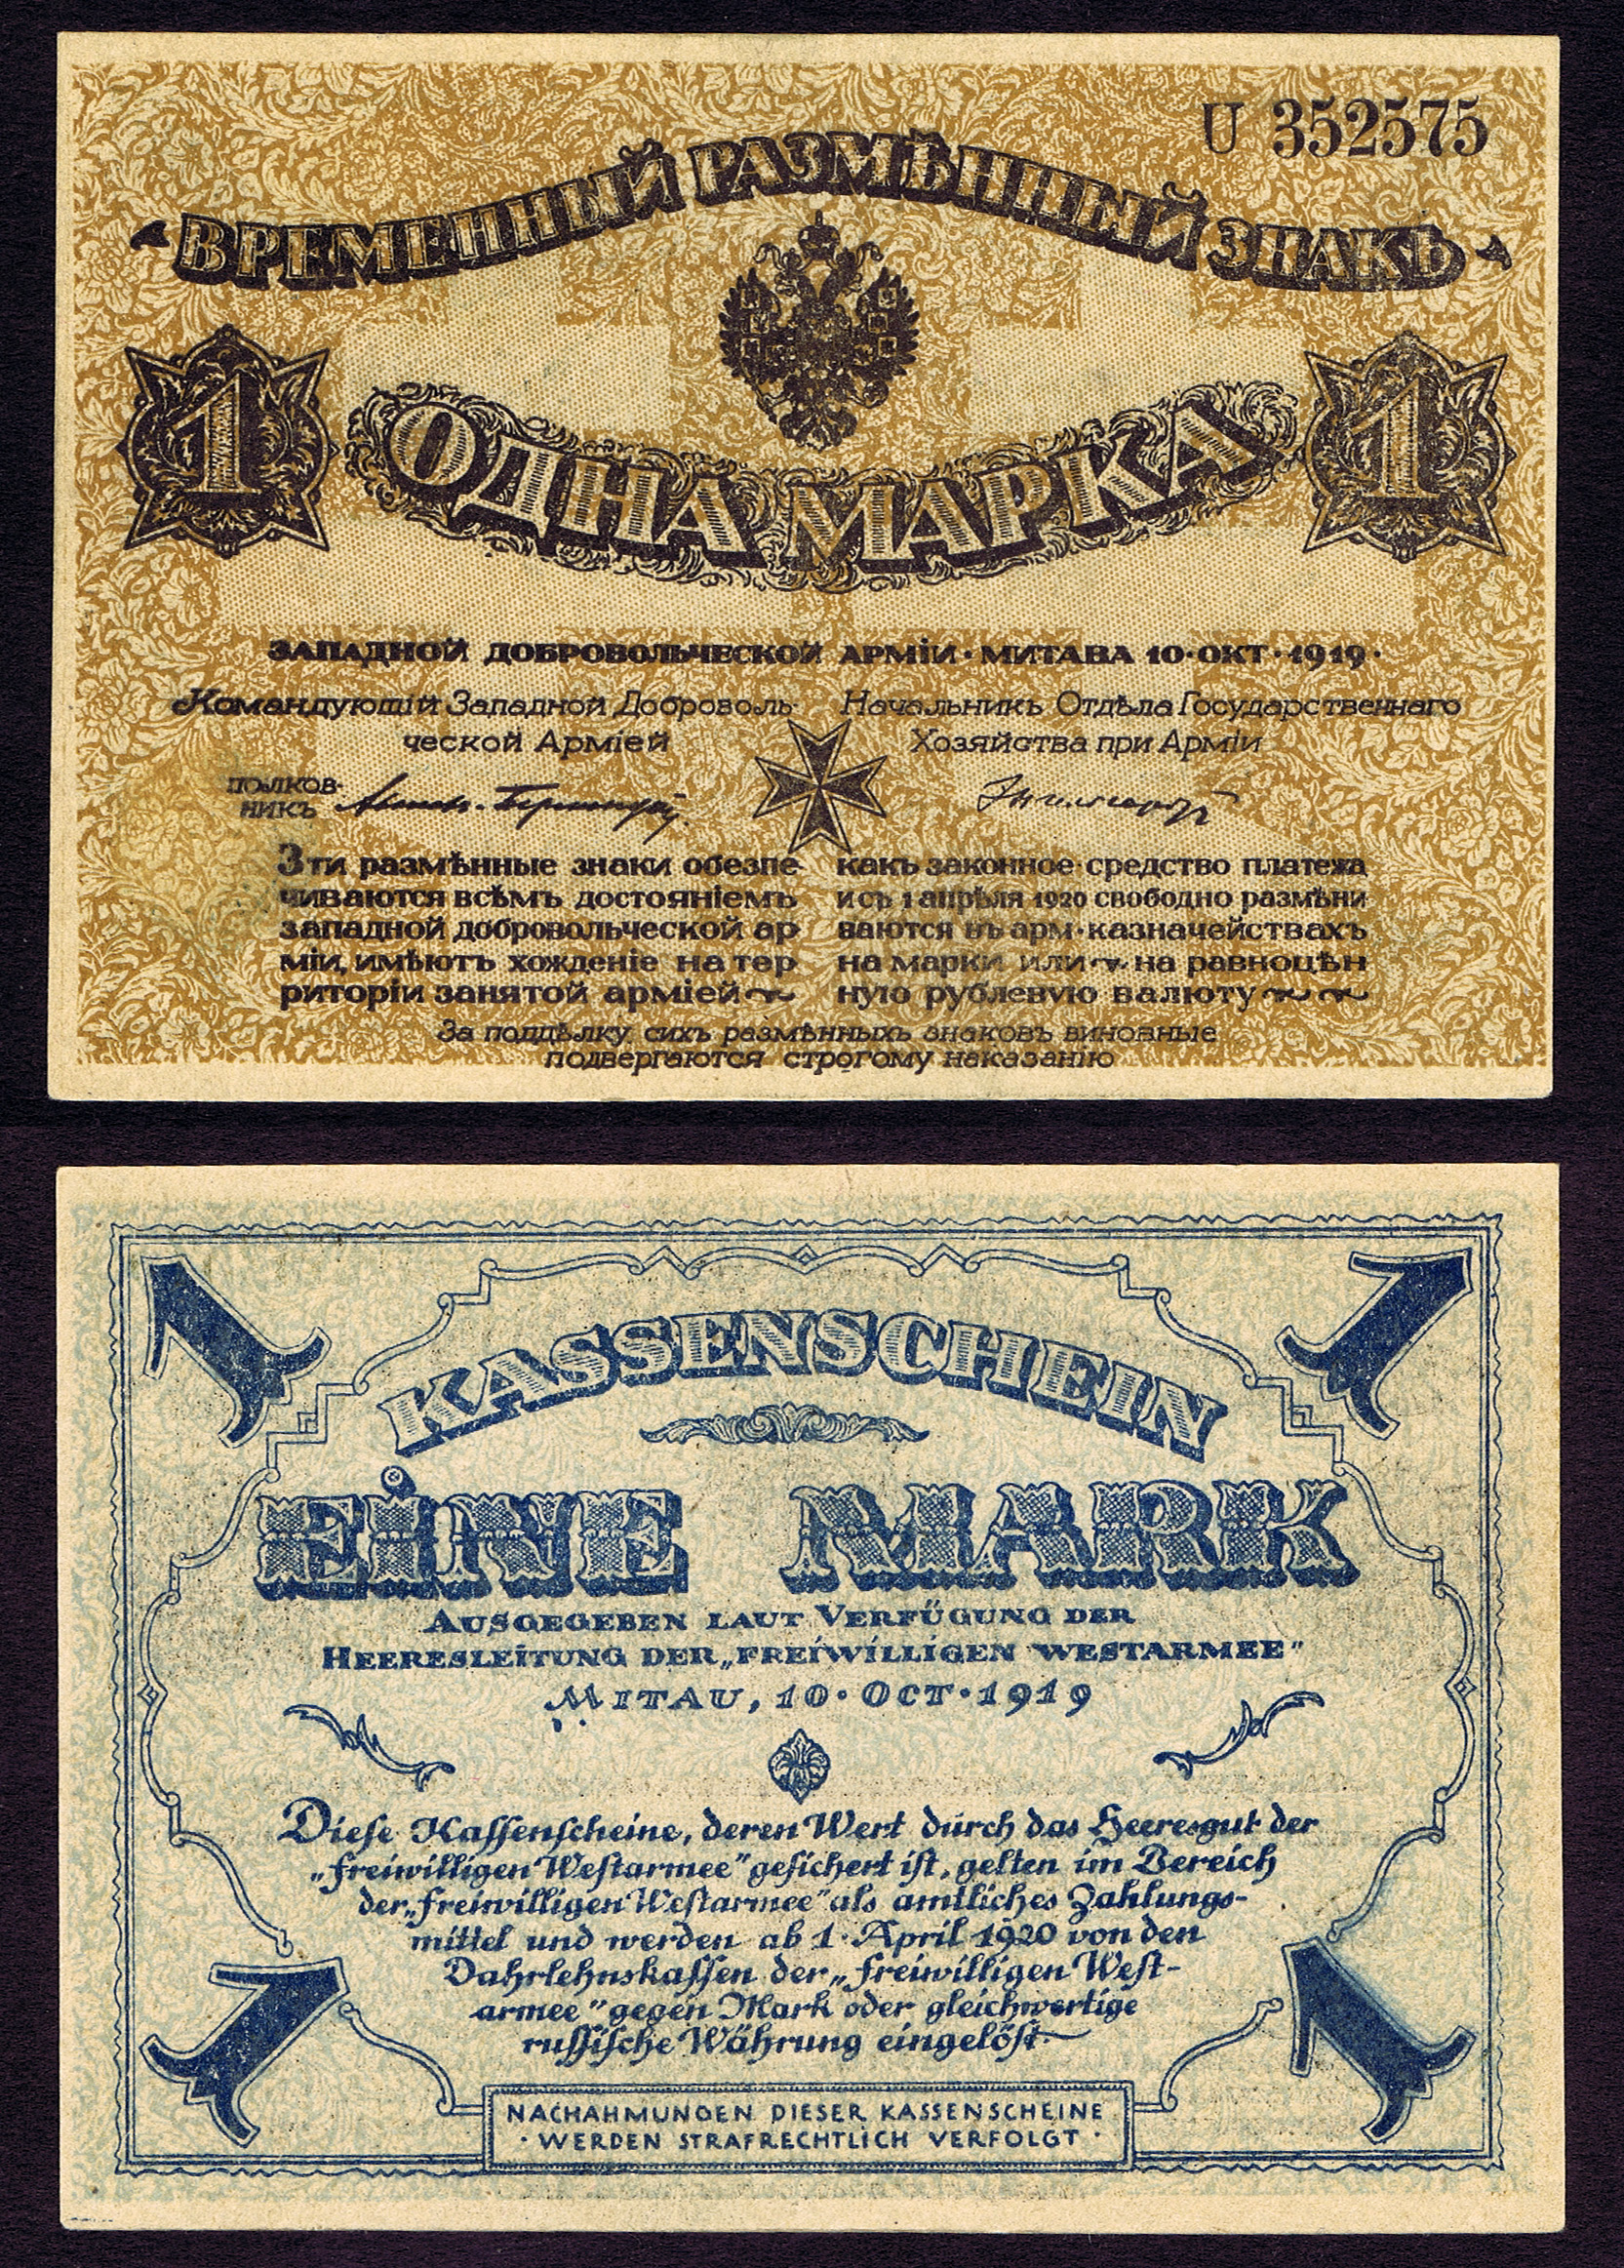 U 352575
ВРЕМЕННЫЙ РАЗМѢННЫЙ ЗНАКЪ
1 1
ОДНА МАРКА
ЗАПАДНОЙ ДОБРОВОЛЬЧЕСКОЙ АРМІИ · МИТАВА 10 · ОКТ · 1919 ·
Командующій Западной Доброволь-
ческой Арміей
полков-
никъ
Начальникъ Отдѣла Государственнаго
Хозяйства при Арміи
Эти размѣнные знаки обезпе-
чиваются всѣмъ достояніемъ
западной добровольческой ар
міи, имѣютъ хожденіе на тер
риторіи занятой арміей
какъ законное средство платежа
и съ 1 апрѣля 1920 свободно размѣни
ваются въ арм · казначействахъ
на марки или на равноцѣн
ную рублевую валюту
За поддѣлку сихъ размѣнныхъ знаковъ виновные
подвергаются строгому наказанію
1 1
KASSENSCHEIN
EINE MARK
AUSGEGEBEN LAUT VERFÜGUNG DER
HEERESLEITUNG DER „FREIWILLIGEN WESTARMEE"
MITAU, 10 · OCT · 1919
Diese Kassenscheine, deren Wert durch das Heeresgut der
„freiwilligen Westarmee" gesichert ist, gelten im Bereich
der „freiwilligen Westarmee" als amtliches Zahlungs-
mittel und werden ab 1. April 1920 von den
Dahrlehnskassen der „freiwilligen West-
armee" gegen Mark oder gleichwertige
russische Währung eingelöst
1 1
NACHAHMUNGEN DIESER KASSENSCHEINE
· WERDEN STRAFRECHTLICH VERFOLGT ·